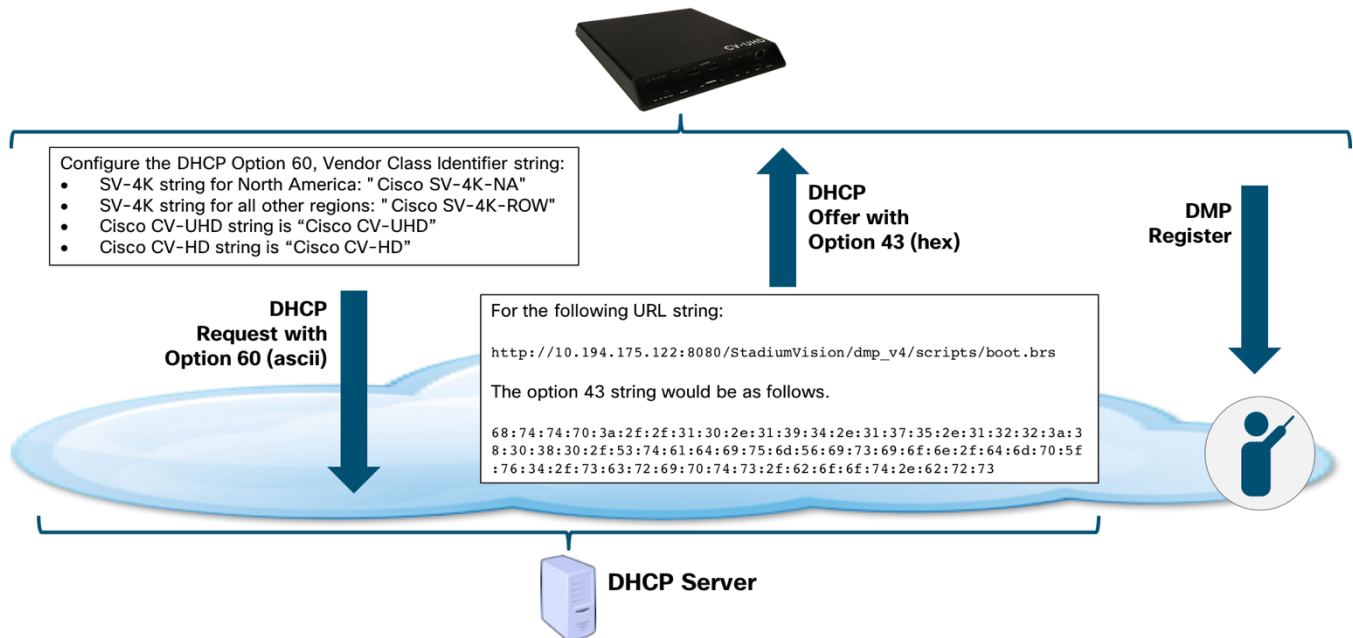 CV-UHD
Configure the DHCP Option 60, Vendor Class Identifier string:
• SV-4K string for North America: "Cisco SV-4K-NA"
• SV-4K string for all other regions: "Cisco SV-4K-ROW"
• Cisco CV-UHD string is “Cisco CV-UHD”
• Cisco CV-HD string is “Cisco CV-HD”
DHCP
Request with
Option 60 (ascii)
DHCP
Offer with
Option 43 (hex)
DMP
Register
For the following URL string:
http://10.194.175.122:8080/StadiumVision/dmp_v4/scripts/boot.brs
The option 43 string would be as follows.
68:74:74:70:3a:2f:2f:31:30:2e:31:39:34:2e:31:37:35:2e:31:32:32:3a:3
8:30:38:30:2f:53:74:61:64:69:75:6d:56:69:73:69:6f:6e:2f:64:6d:70:5f
:76:34:2f:73:63:72:69:70:74:73:2f:62:6f:6f:74:2e:62:72:73
DHCP Server